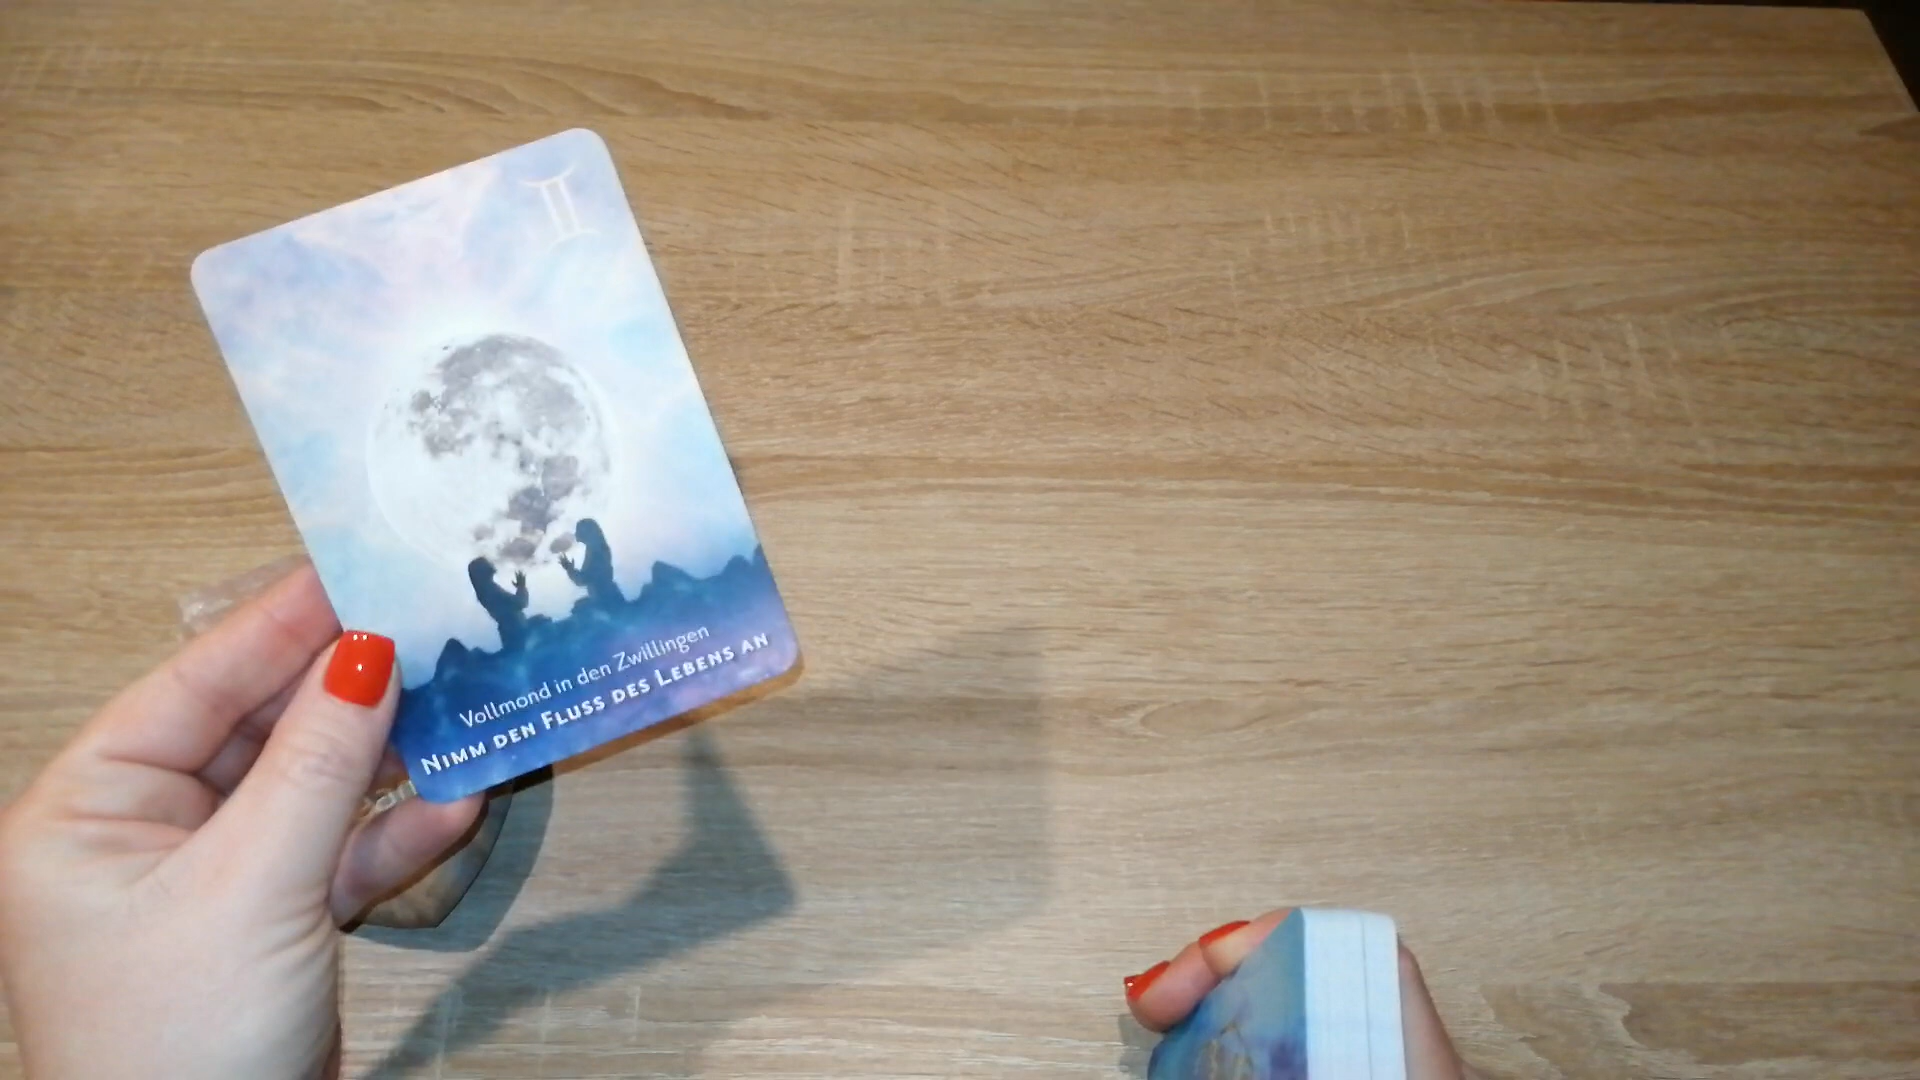 Vollmond in den Zwillingen
Nimm den Fluss des Lebens an